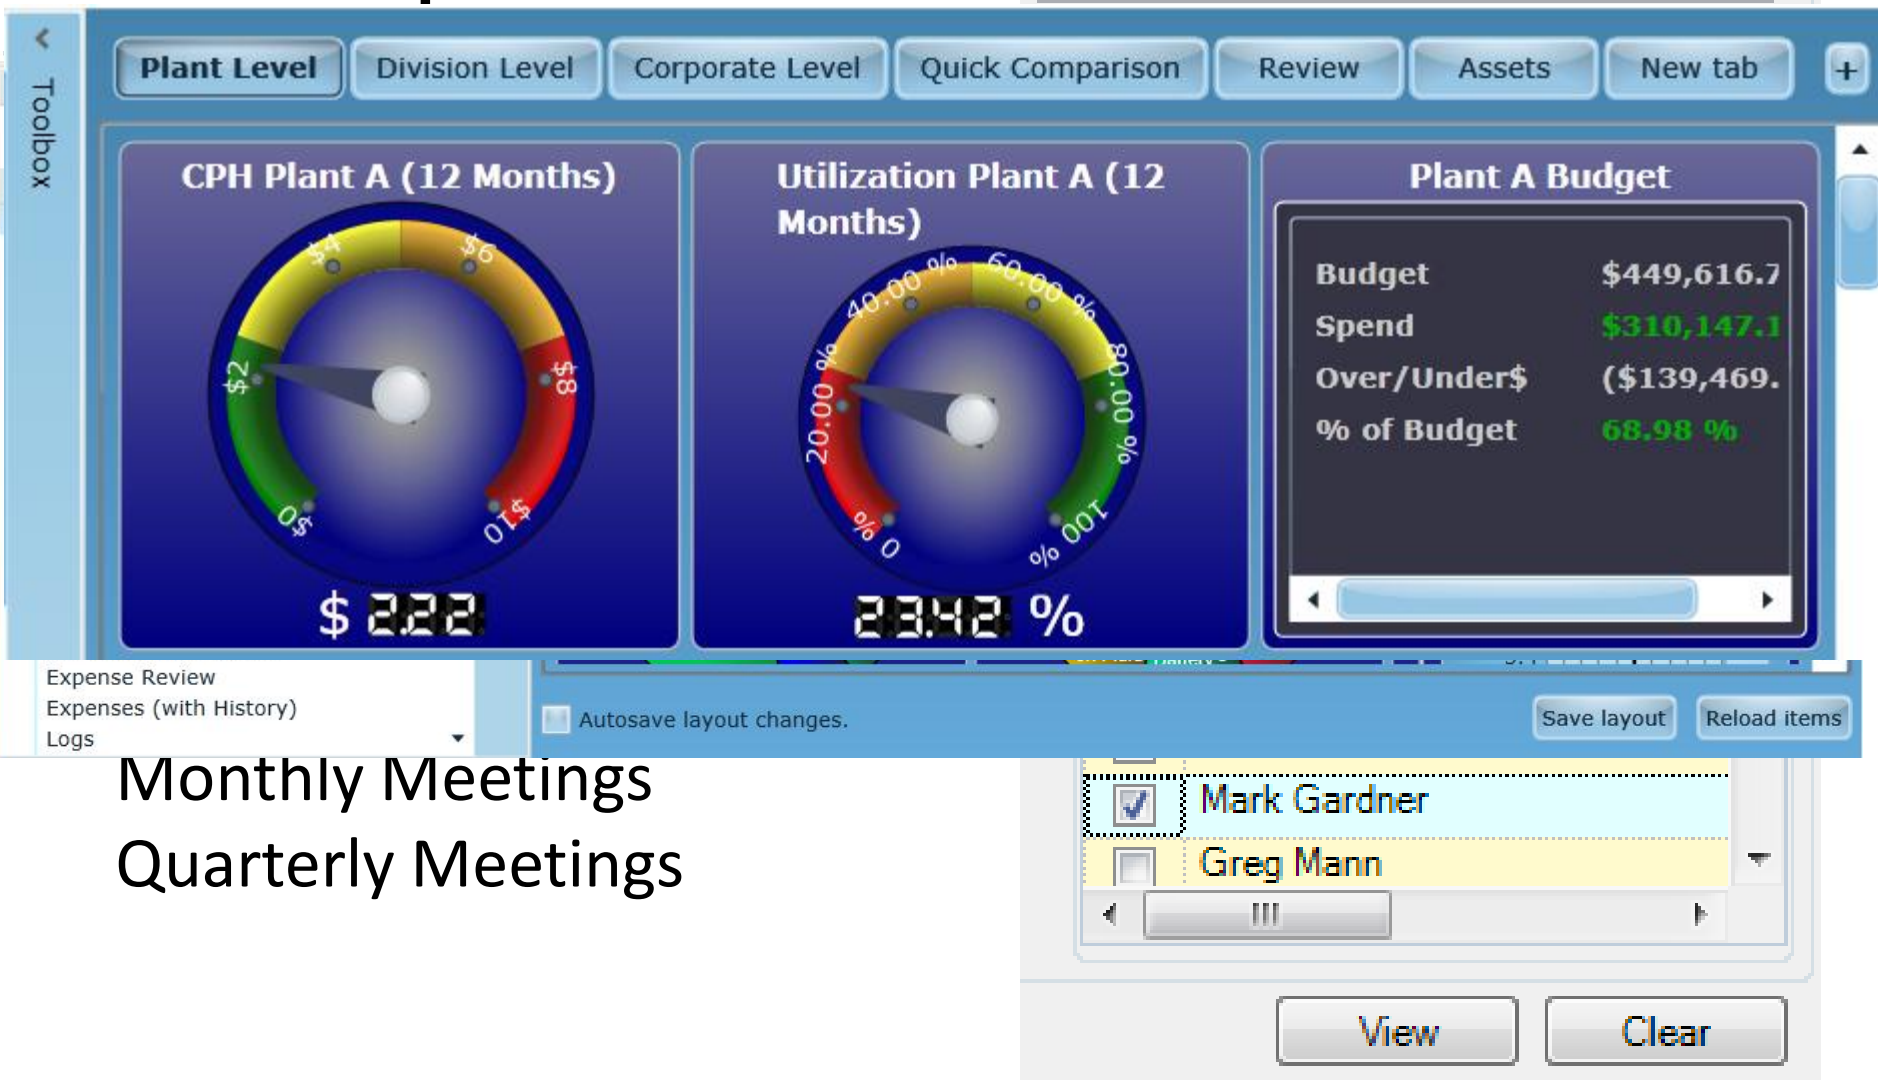 Toolbox
Plant Level
Division Level
Corporate Level
Quick Comparison
Review
Assets
New tab
+
CPH Plant A (12 Months)
$0
$2
$4
$6
$8
$10
$ 2.22
Utilization Plant A (12
Months)
0 %
20.00 %
40.00 %
60.00 %
80.00 %
100 %
23.42 %
Plant A Budget
Budget $449,616.7
Spend $310,147.1
Over/Under$ ($139,469.
% of Budget 68.98 %
Expense Review
Expenses (with History)
Logs
Autosave layout changes.
Save layout
Reload items
Monthly Meetings
Quarterly Meetings
Mark Gardner
Greg Mann
View
Clear